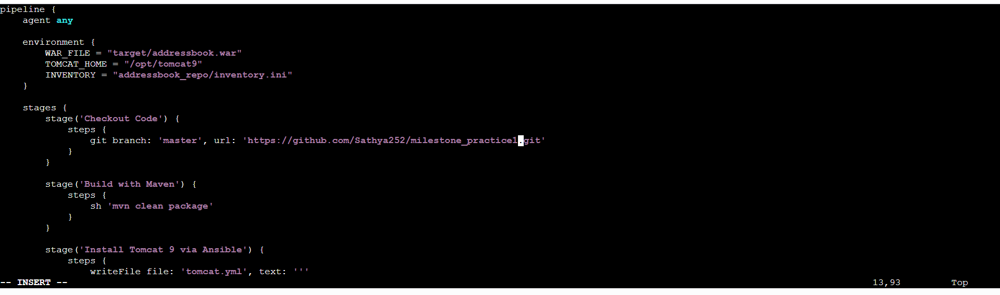 pipeline {
    agent any

    environment {
        WAR_FILE = "target/addressbook.war"
        TOMCAT_HOME = "/opt/tomcat9"
        INVENTORY = "addressbook_repo/inventory.ini"
    }

    stages {
        stage('Checkout Code') {
            steps {
                git branch: 'master', url: 'https://github.com/Sathya252/milestone_practice1.git'
            }
        }

        stage('Build with Maven') {
            steps {
                sh 'mvn clean package'
            }
        }

        stage('Install Tomcat 9 via Ansible') {
            steps {
                writeFile file: 'tomcat.yml', text: '''
-- INSERT -- 13,93 Top